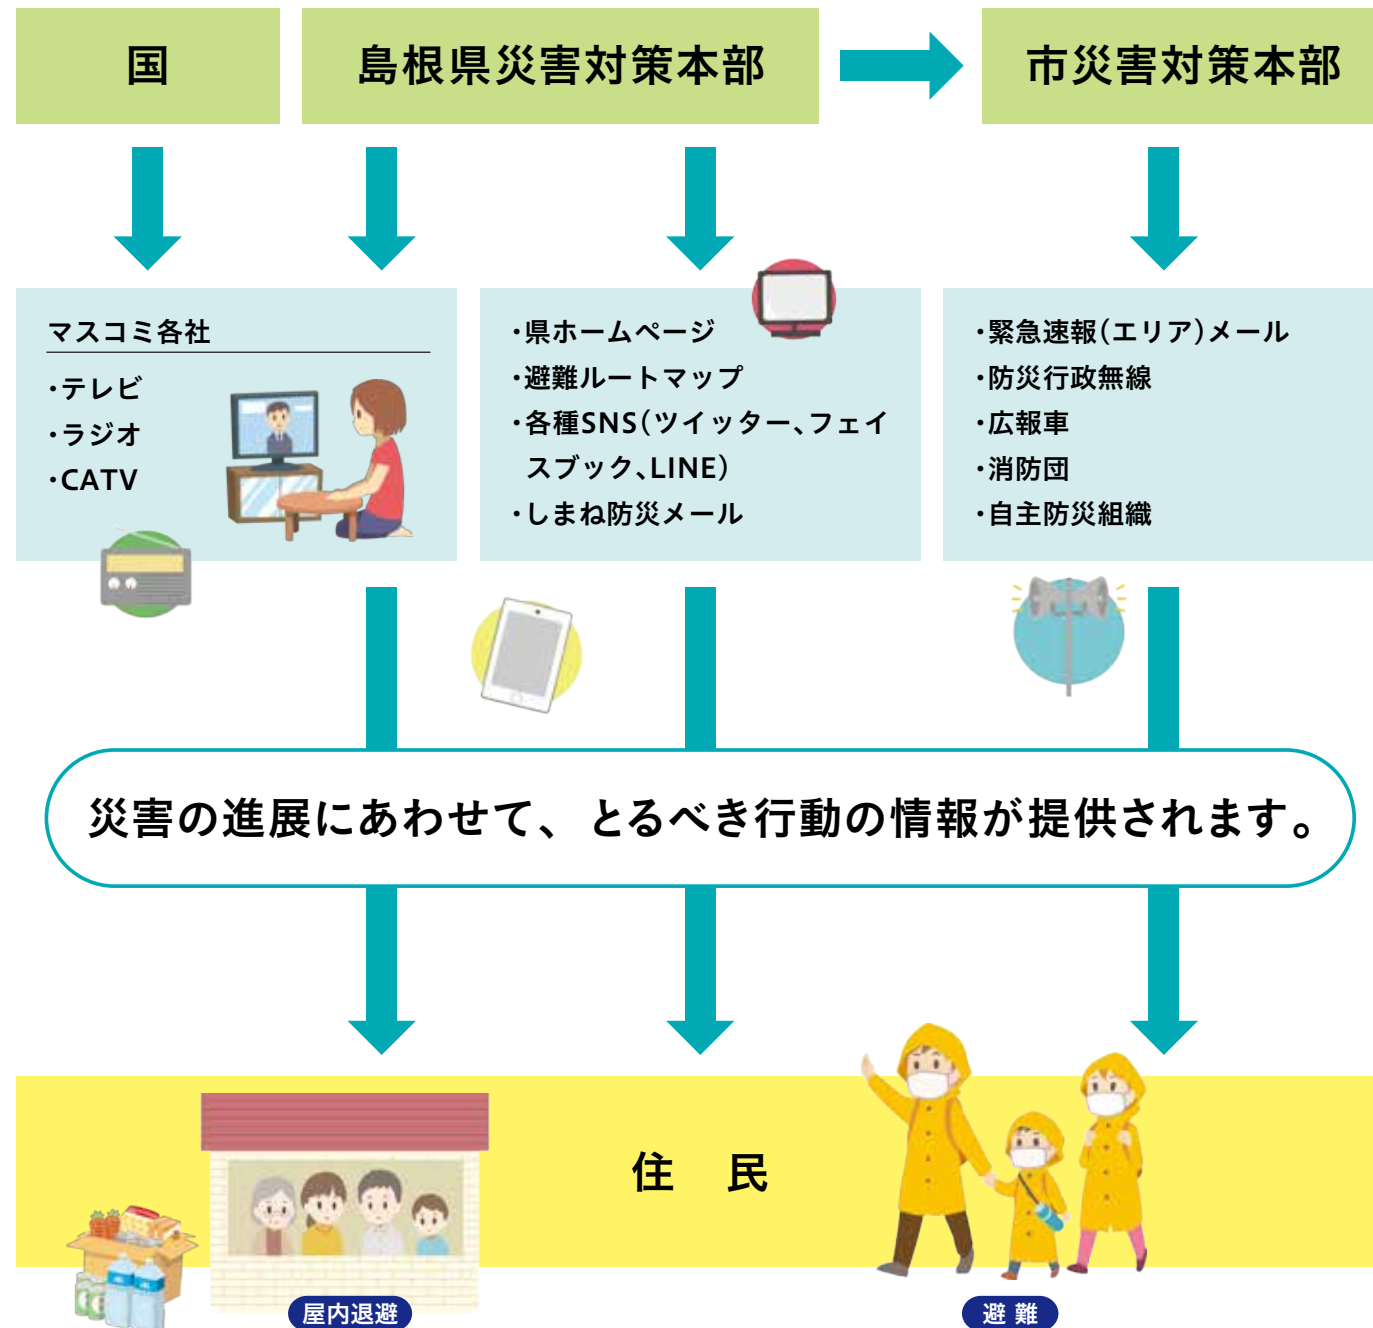 国
島根県災害対策本部
市災害対策本部
マスコミ各社
・テレビ
・ラジオ
・CATV
・県ホームページ
・避難ルートマップ
・各種SNS（ツイッター、フェイ
スブック、LINE）
・しまね防災メール
・緊急速報（エリア）メール
・防災行政無線
・広報車
・消防団
・自主防災組織
災害の進展にあわせて、とるべき行動の情報が提供されます。
住　民
屋内退避
避 難